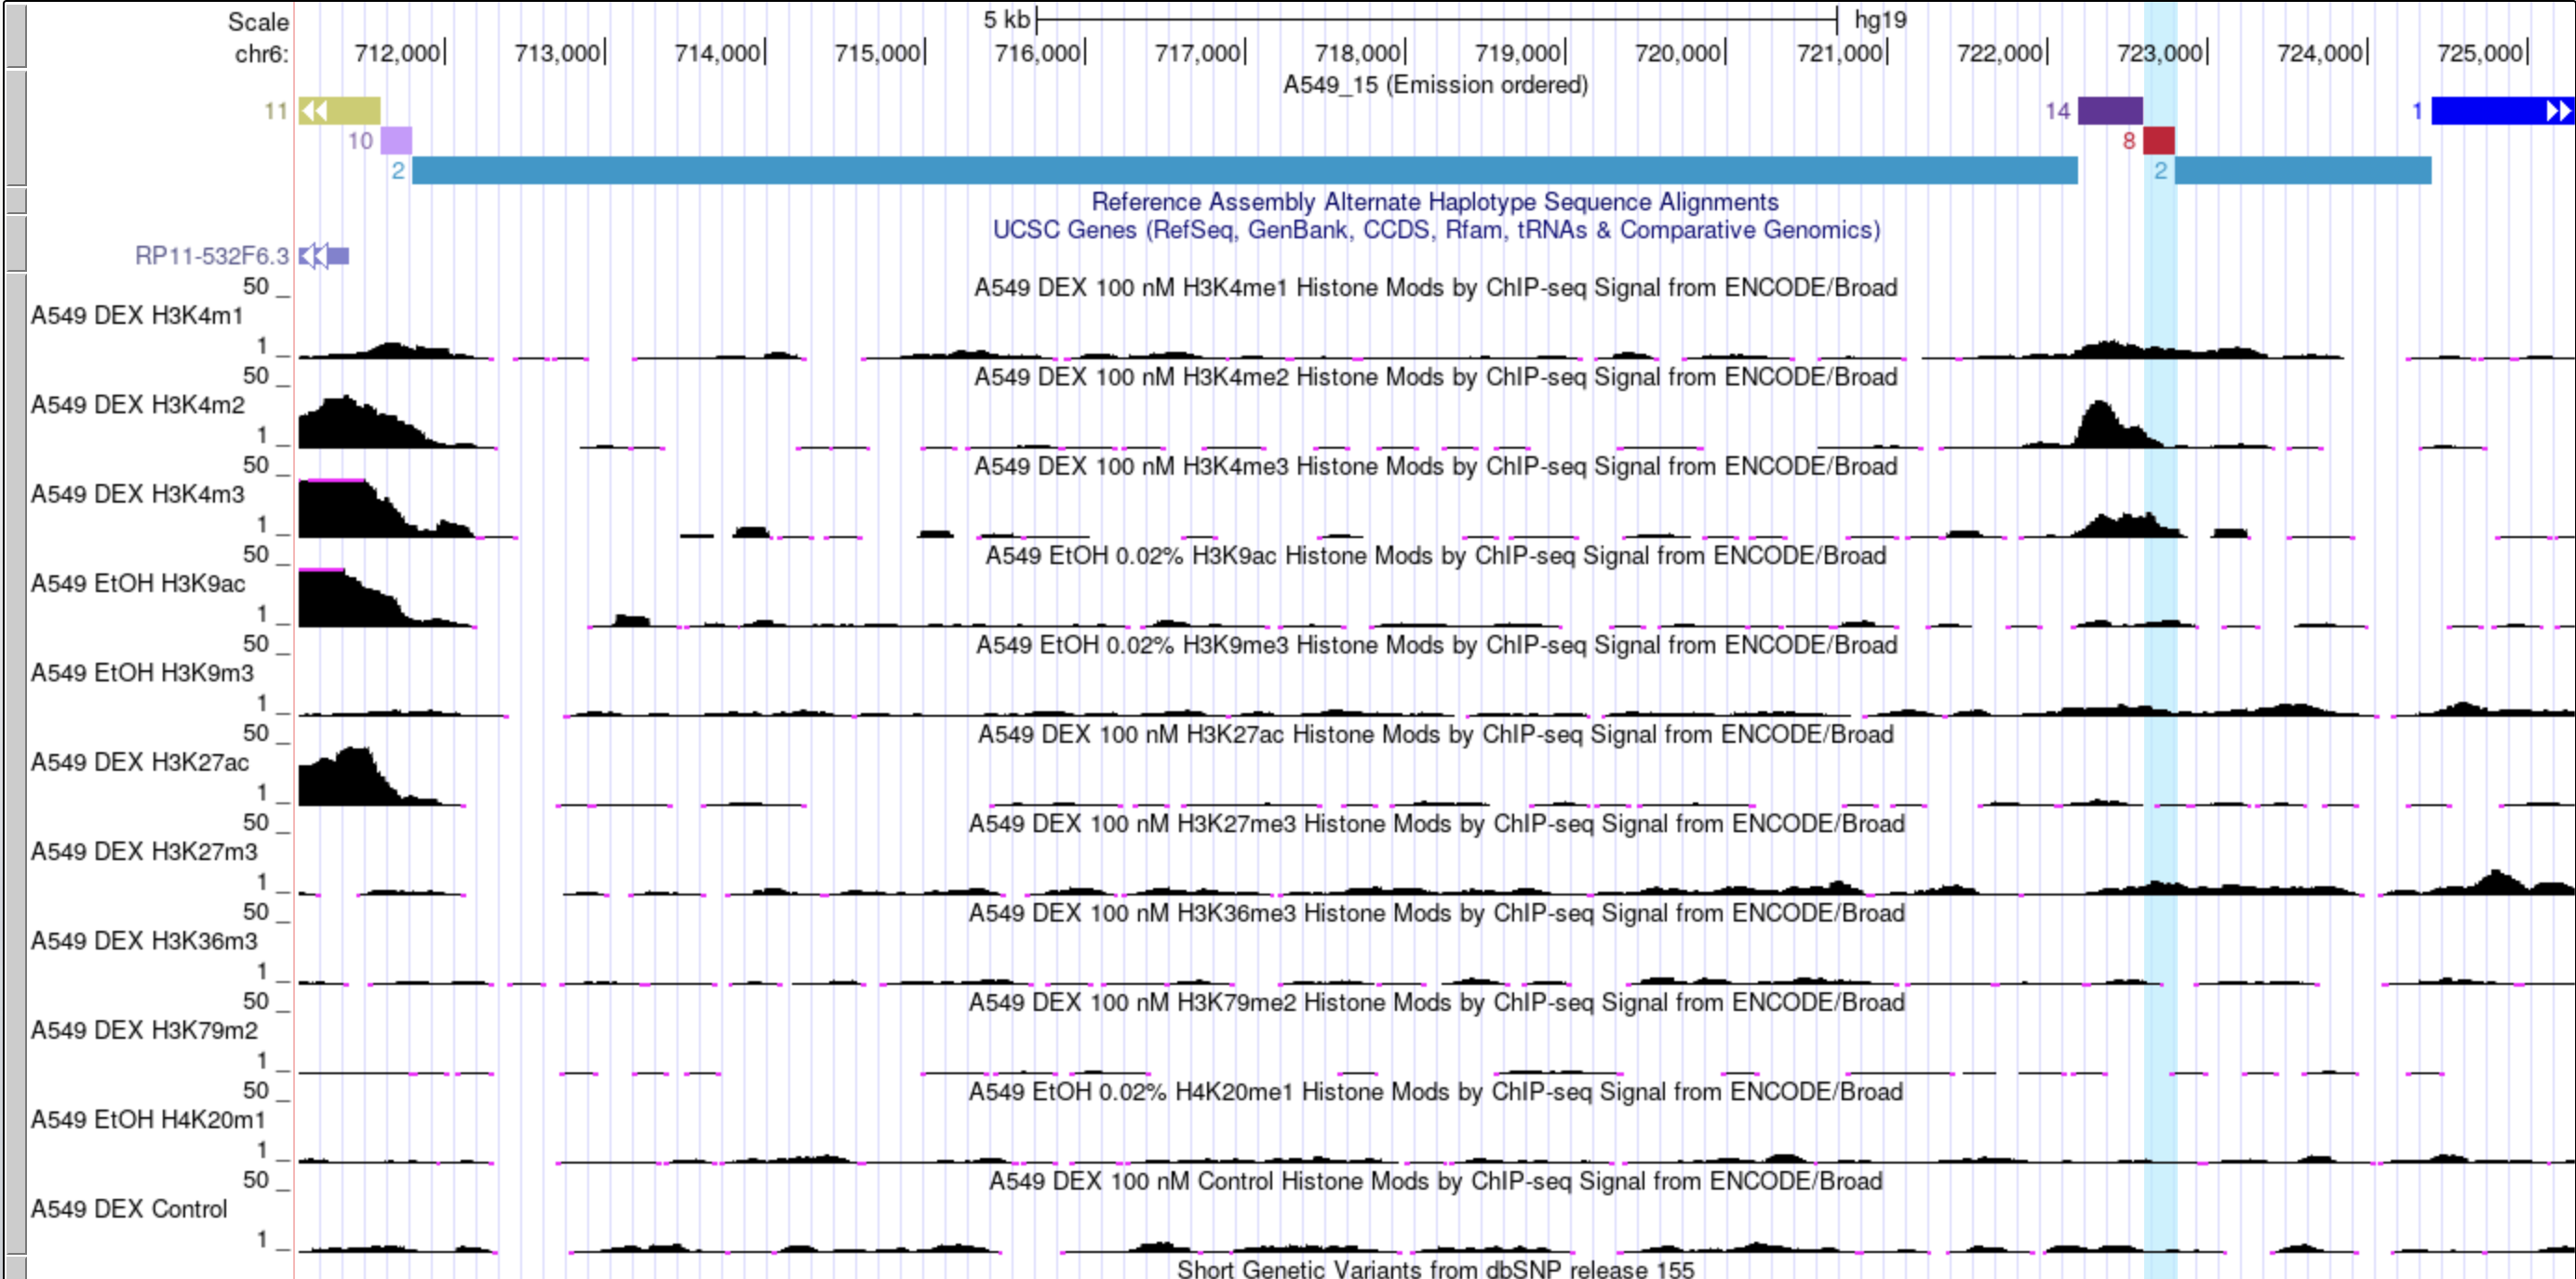 Scale 5 kb hg19
chr6: 712,000 713,000 714,000 715,000 716,000 717,000 718,000 719,000 720,000 721,000 722,000 723,000 724,000 725,000
A549_15 (Emission ordered)
11 14 1
10 8
2 2
Reference Assembly Alternate Haplotype Sequence Alignments
UCSC Genes (RefSeq, GenBank, CCDS, Rfam, tRNAs & Comparative Genomics)
RP11-532F6.3
50 A549 DEX 100 nM H3K4me1 Histone Mods by ChIP-seq Signal from ENCODE/Broad
A549 DEX H3K4m1
1
50 A549 DEX 100 nM H3K4me2 Histone Mods by ChIP-seq Signal from ENCODE/Broad
A549 DEX H3K4m2
1
50 A549 DEX 100 nM H3K4me3 Histone Mods by ChIP-seq Signal from ENCODE/Broad
A549 DEX H3K4m3
1
50 A549 EtOH 0.02% H3K9ac Histone Mods by ChIP-seq Signal from ENCODE/Broad
A549 EtOH H3K9ac
1
50 A549 EtOH 0.02% H3K9me3 Histone Mods by ChIP-seq Signal from ENCODE/Broad
A549 EtOH H3K9m3
1
50 A549 DEX 100 nM H3K27ac Histone Mods by ChIP-seq Signal from ENCODE/Broad
A549 DEX H3K27ac
1
50 A549 DEX 100 nM H3K27me3 Histone Mods by ChIP-seq Signal from ENCODE/Broad
A549 DEX H3K27m3
1
50 A549 DEX 100 nM H3K36me3 Histone Mods by ChIP-seq Signal from ENCODE/Broad
A549 DEX H3K36m3
1
50 A549 DEX 100 nM H3K79me2 Histone Mods by ChIP-seq Signal from ENCODE/Broad
A549 DEX H3K79m2
1
50 A549 EtOH 0.02% H4K20me1 Histone Mods by ChIP-seq Signal from ENCODE/Broad
A549 EtOH H4K20m1
1
50 A549 DEX 100 nM Control Histone Mods by ChIP-seq Signal from ENCODE/Broad
A549 DEX Control
1
Short Genetic Variants from dbSNP release 155